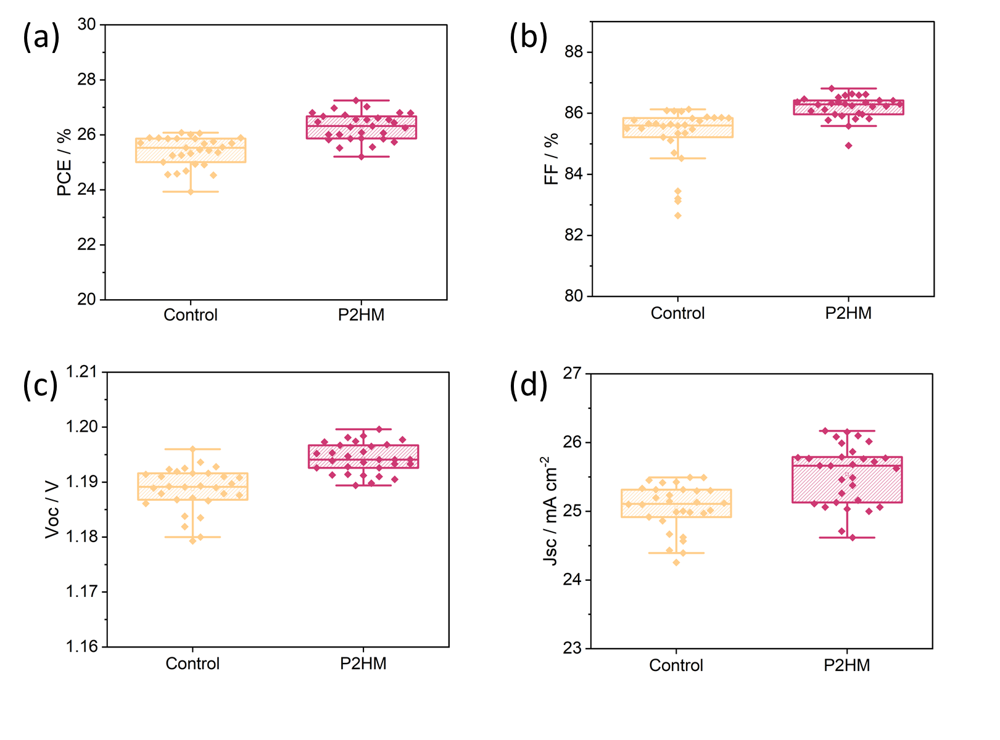 (a)
PCE / %
30
28
26
24
22
20
Control P2HM
(b)
FF / %
88
86
84
82
80
Control P2HM
(c)
Voc / V
1.21
1.20
1.19
1.18
1.17
1.16
Control P2HM
(d)
Jsc / mA cm⁻²
27
26
25
24
23
Control P2HM